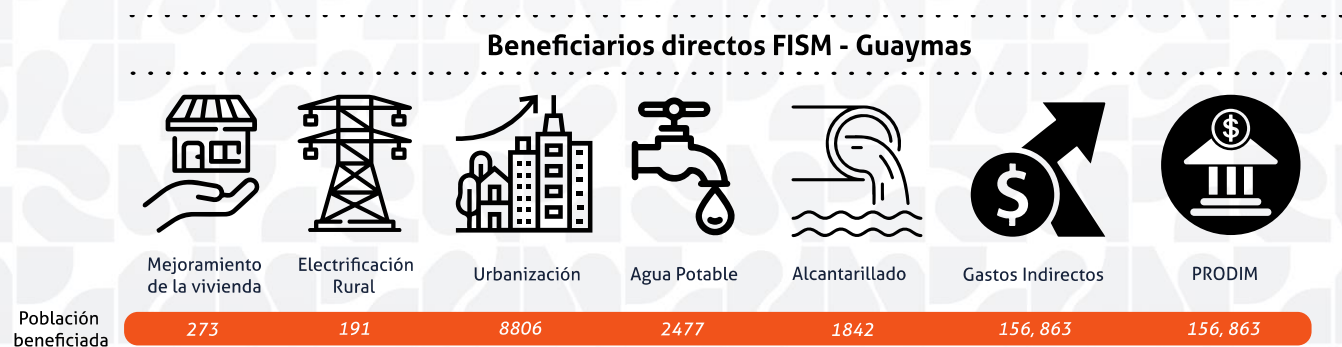 Beneficiarios directos FISM - Guaymas
$
$
Mejoramiento
de la vivienda
Electrificación
Rural
Urbanización
Agua Potable
Alcantarillado
Gastos Indirectos
PRODIM
Población
beneficiada
273 191 8806 2477 1842 156, 863 156, 863